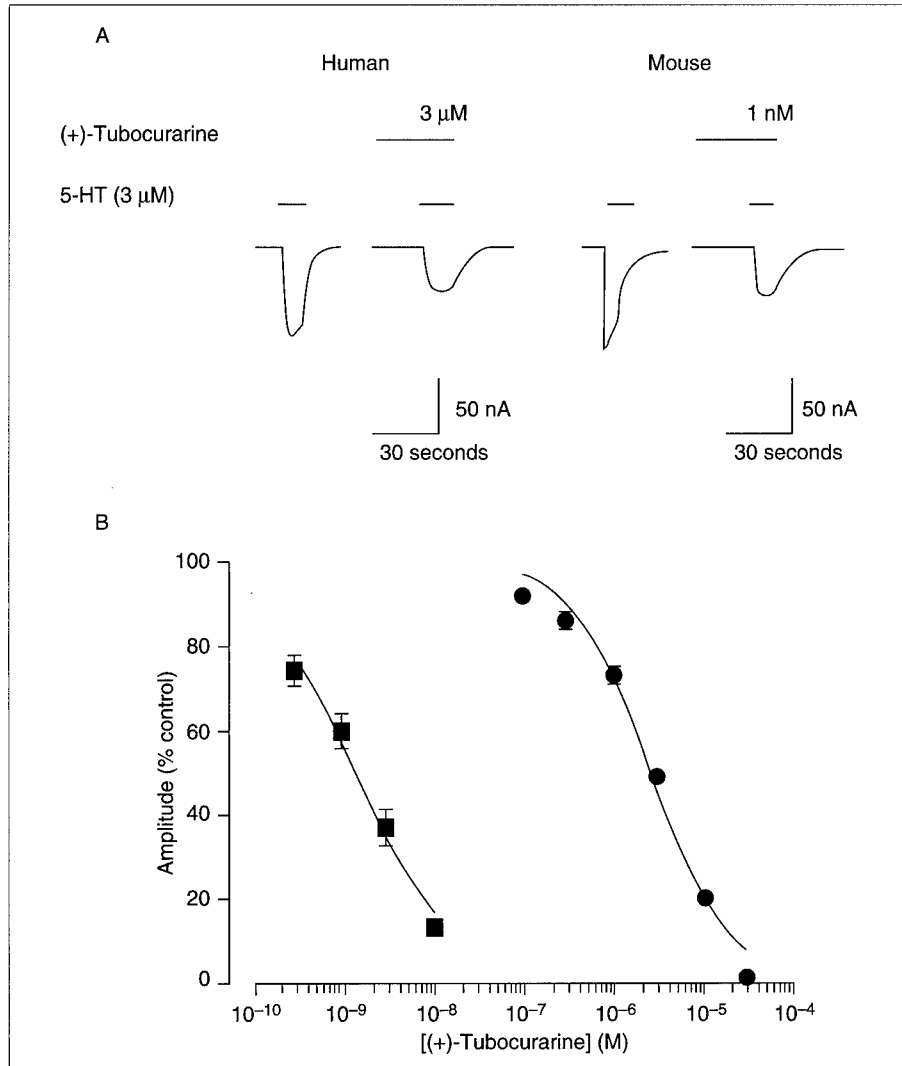 A
Human Mouse
(+)-Tubocurarine 3 μM 1 nM
5-HT (3 μM)
50 nA 50 nA
30 seconds 30 seconds
B
100
80
60
40
20
0
Amplitude (% control)
10⁻¹⁰ 10⁻⁹ 10⁻⁸ 10⁻⁷ 10⁻⁶ 10⁻⁵ 10⁻⁴
[(+)-Tubocurarine] (M)